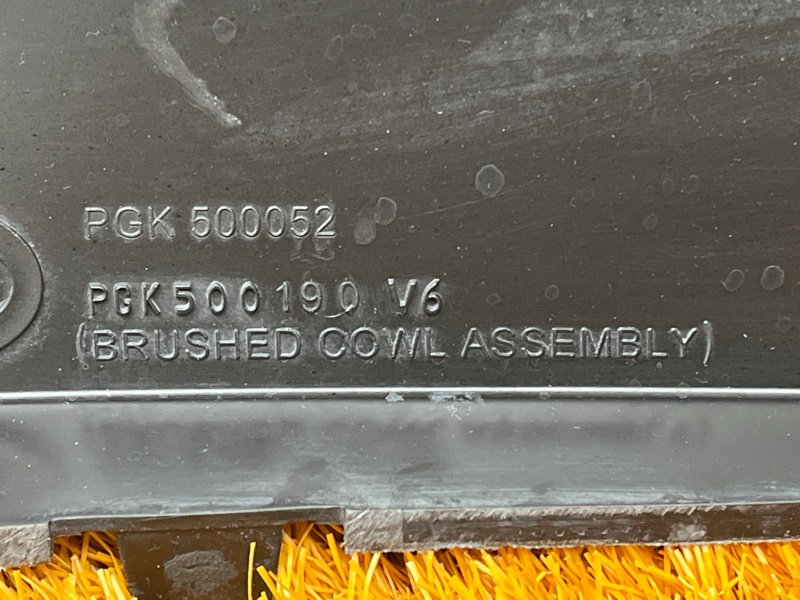 PGK 500052
PGK500190 V6
(BRUSHED COWL ASSEMBLY)